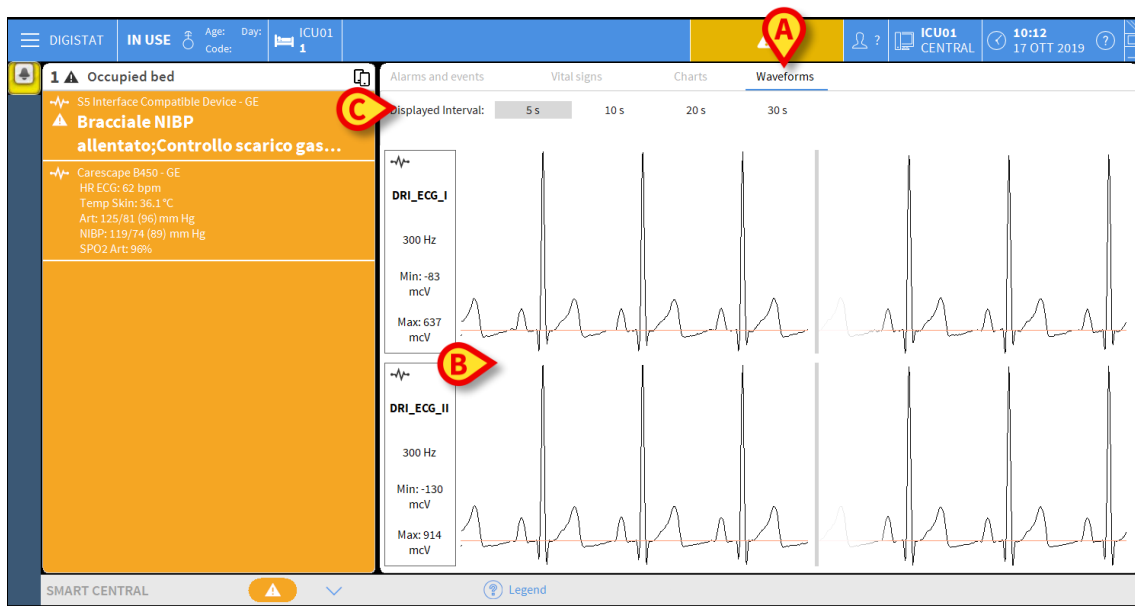 DIGISTAT
IN USE
Age: Day:
Code:
ICU01
1
A
?
ICU01
CENTRAL
10:12
17 OTT 2019
?
1 Occupied bed
S5 Interface Compatible Device - GE
Bracciale NIBP
allentato;Controllo scarico gas...
Carescape B450 - GE
HR ECG: 62 bpm
Temp Skin: 36.1 °C
Art: 125/81 (96) mm Hg
NIBP: 119/74 (89) mm Hg
SPO2 Art: 96%
Alarms and events
Vital signs
Charts
Waveforms
C
Displayed Interval:
5 s
10 s
20 s
30 s
DRI_ECG_I
300 Hz
Min: -83
mcV
Max: 637
mcV
B
DRI_ECG_II
300 Hz
Min: -130
mcV
Max: 914
mcV
SMART CENTRAL
? Legend